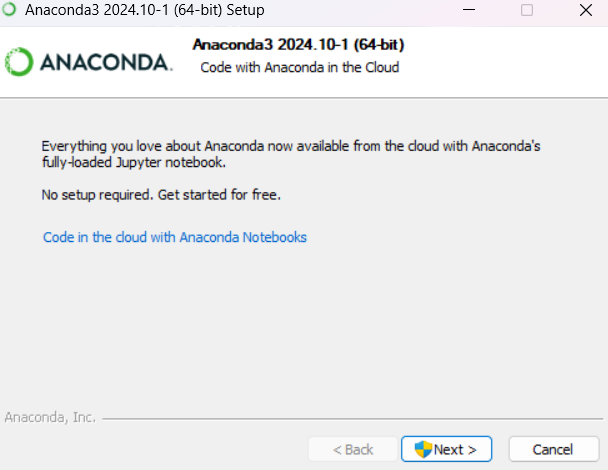 Anaconda3 2024.10-1 (64-bit) Setup
Anaconda3 2024.10-1 (64-bit)
ANACONDA.
Code with Anaconda in the Cloud
Everything you love about Anaconda now available from the cloud with Anaconda's
fully-loaded Jupyter notebook.
No setup required. Get started for free.
Code in the cloud with Anaconda Notebooks
Anaconda, Inc.
< Back
Next >
Cancel